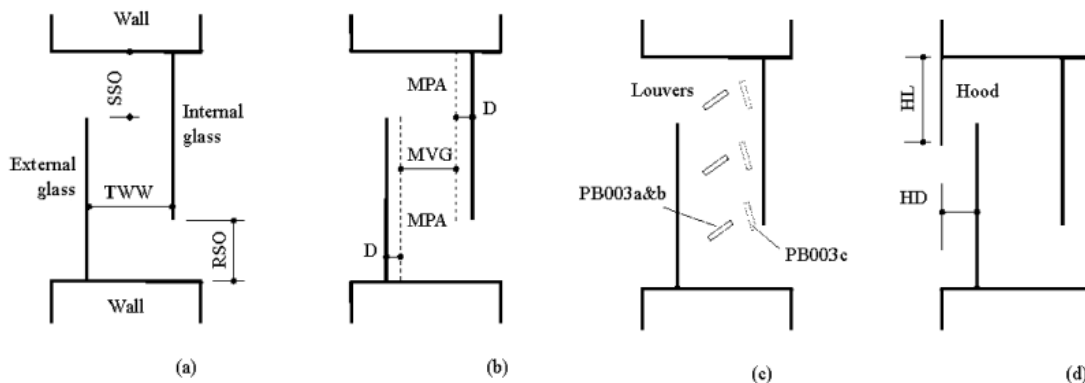 Wall
SSO
Internal
glass
External
glass
TWW
RSO
Wall
(a)
MPA
D
MVG
MPA
D
(b)
Louvers
PB003a&b
PB003c
(c)
HL
Hood
HD
(d)